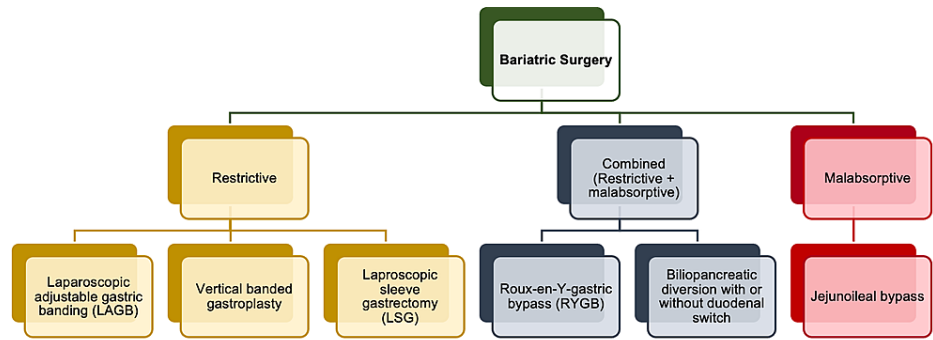 Bariatric Surgery
Restrictive
Combined
(Restrictive +
malabsorptive)
Malabsorptive
Laparoscopic
adjustable gastric
banding (LAGB)
Vertical banded
gastroplasty
Laproscopic
sleeve
gastrectomy
(LSG)
Roux-en-Y-gastric
bypass (RYGB)
Biliopancreatic
diversion with or
without duodenal
switch
Jejunoileal bypass